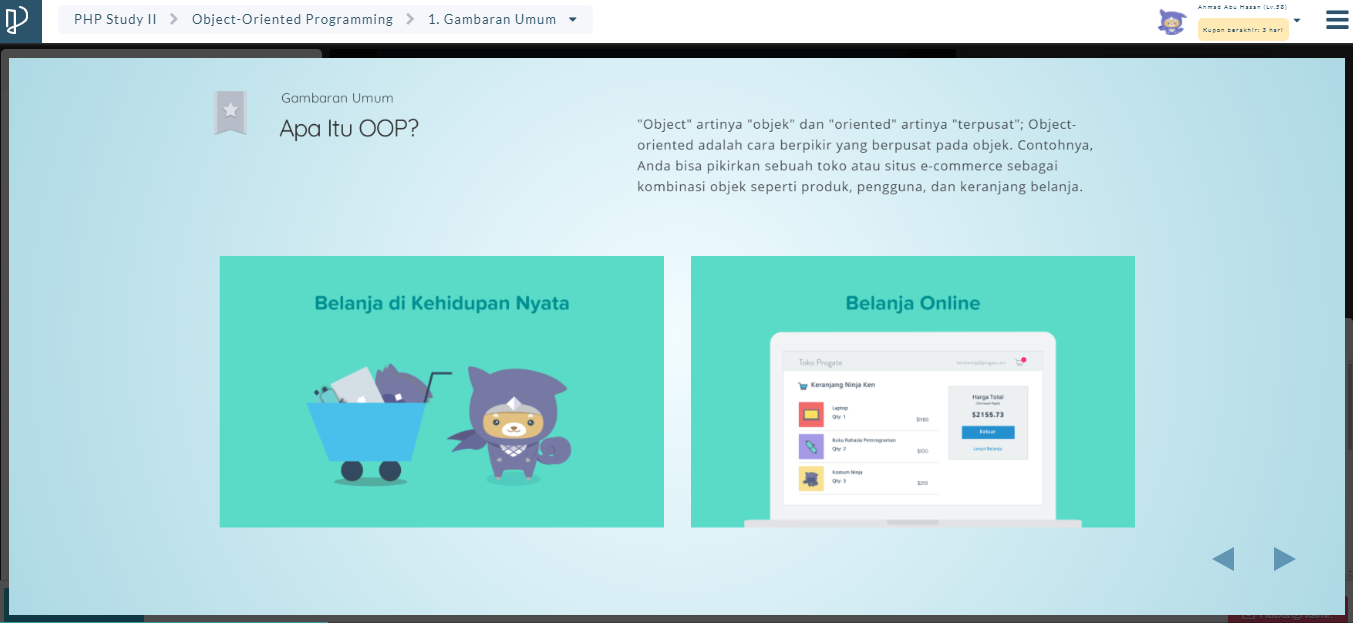 PHP Study II
Object-Oriented Programming
1. Gambaran Umum
Ahmad Abu Hasan (Lv.58)
Kupon berakhir: 3 hari
Gambaran Umum
Apa Itu OOP?
"Object" artinya "objek" dan "oriented" artinya "terpusat"; Object-
oriented adalah cara berpikir yang berpusat pada objek. Contohnya,
Anda bisa pikirkan sebuah toko atau situs e-commerce sebagai
kombinasi objek seperti produk, pengguna, dan keranjang belanja.
Belanja di Kehidupan Nyata
Belanja Online
Toko Progate
Keranjang Ninja Ken
Laptop
Qty: 1
Buku Rahasia Pemrograman
Qty: 2
$100
Kostum Ninja
Qty: 3
Harga Total
$2155.73
Keluar
Lanjut Belanja